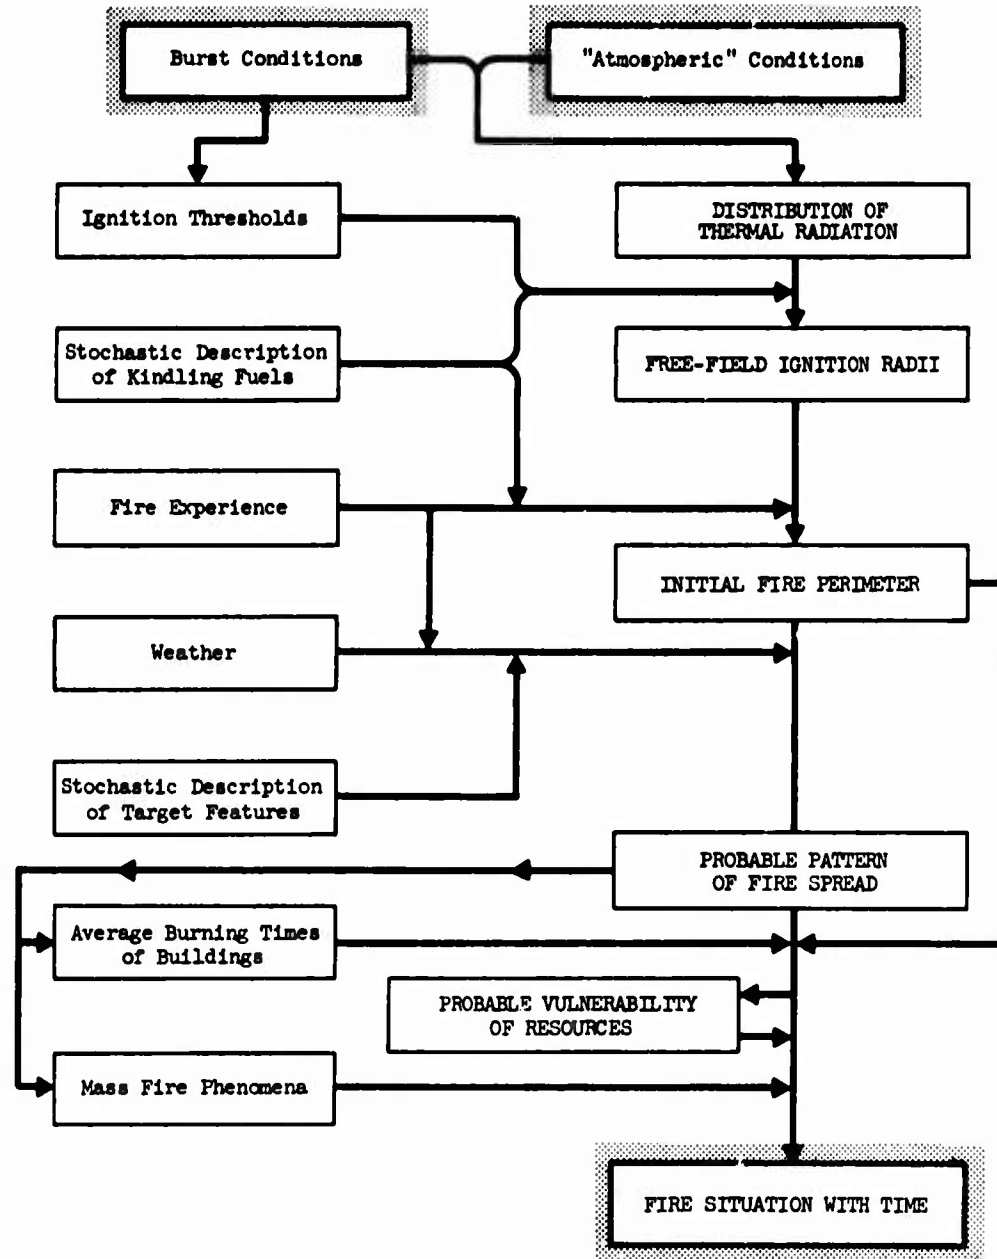 Burst Conditions
"Atmospheric" Conditions
Ignition Thresholds
DISTRIBUTION OF
THERMAL RADIATION
Stochastic Description
of Kindling Fuels
FREE-FIELD IGNITION RADII
Fire Experience
INITIAL FIRE PERIMETER
Weather
Stochastic Description
of Target Features
PROBABLE PATTERN
OF FIRE SPREAD
Average Burning Times
of Buildings
PROBABLE VULNERABILITY
OF RESOURCES
Mass Fire Phenomena
FIRE SITUATION WITH TIME